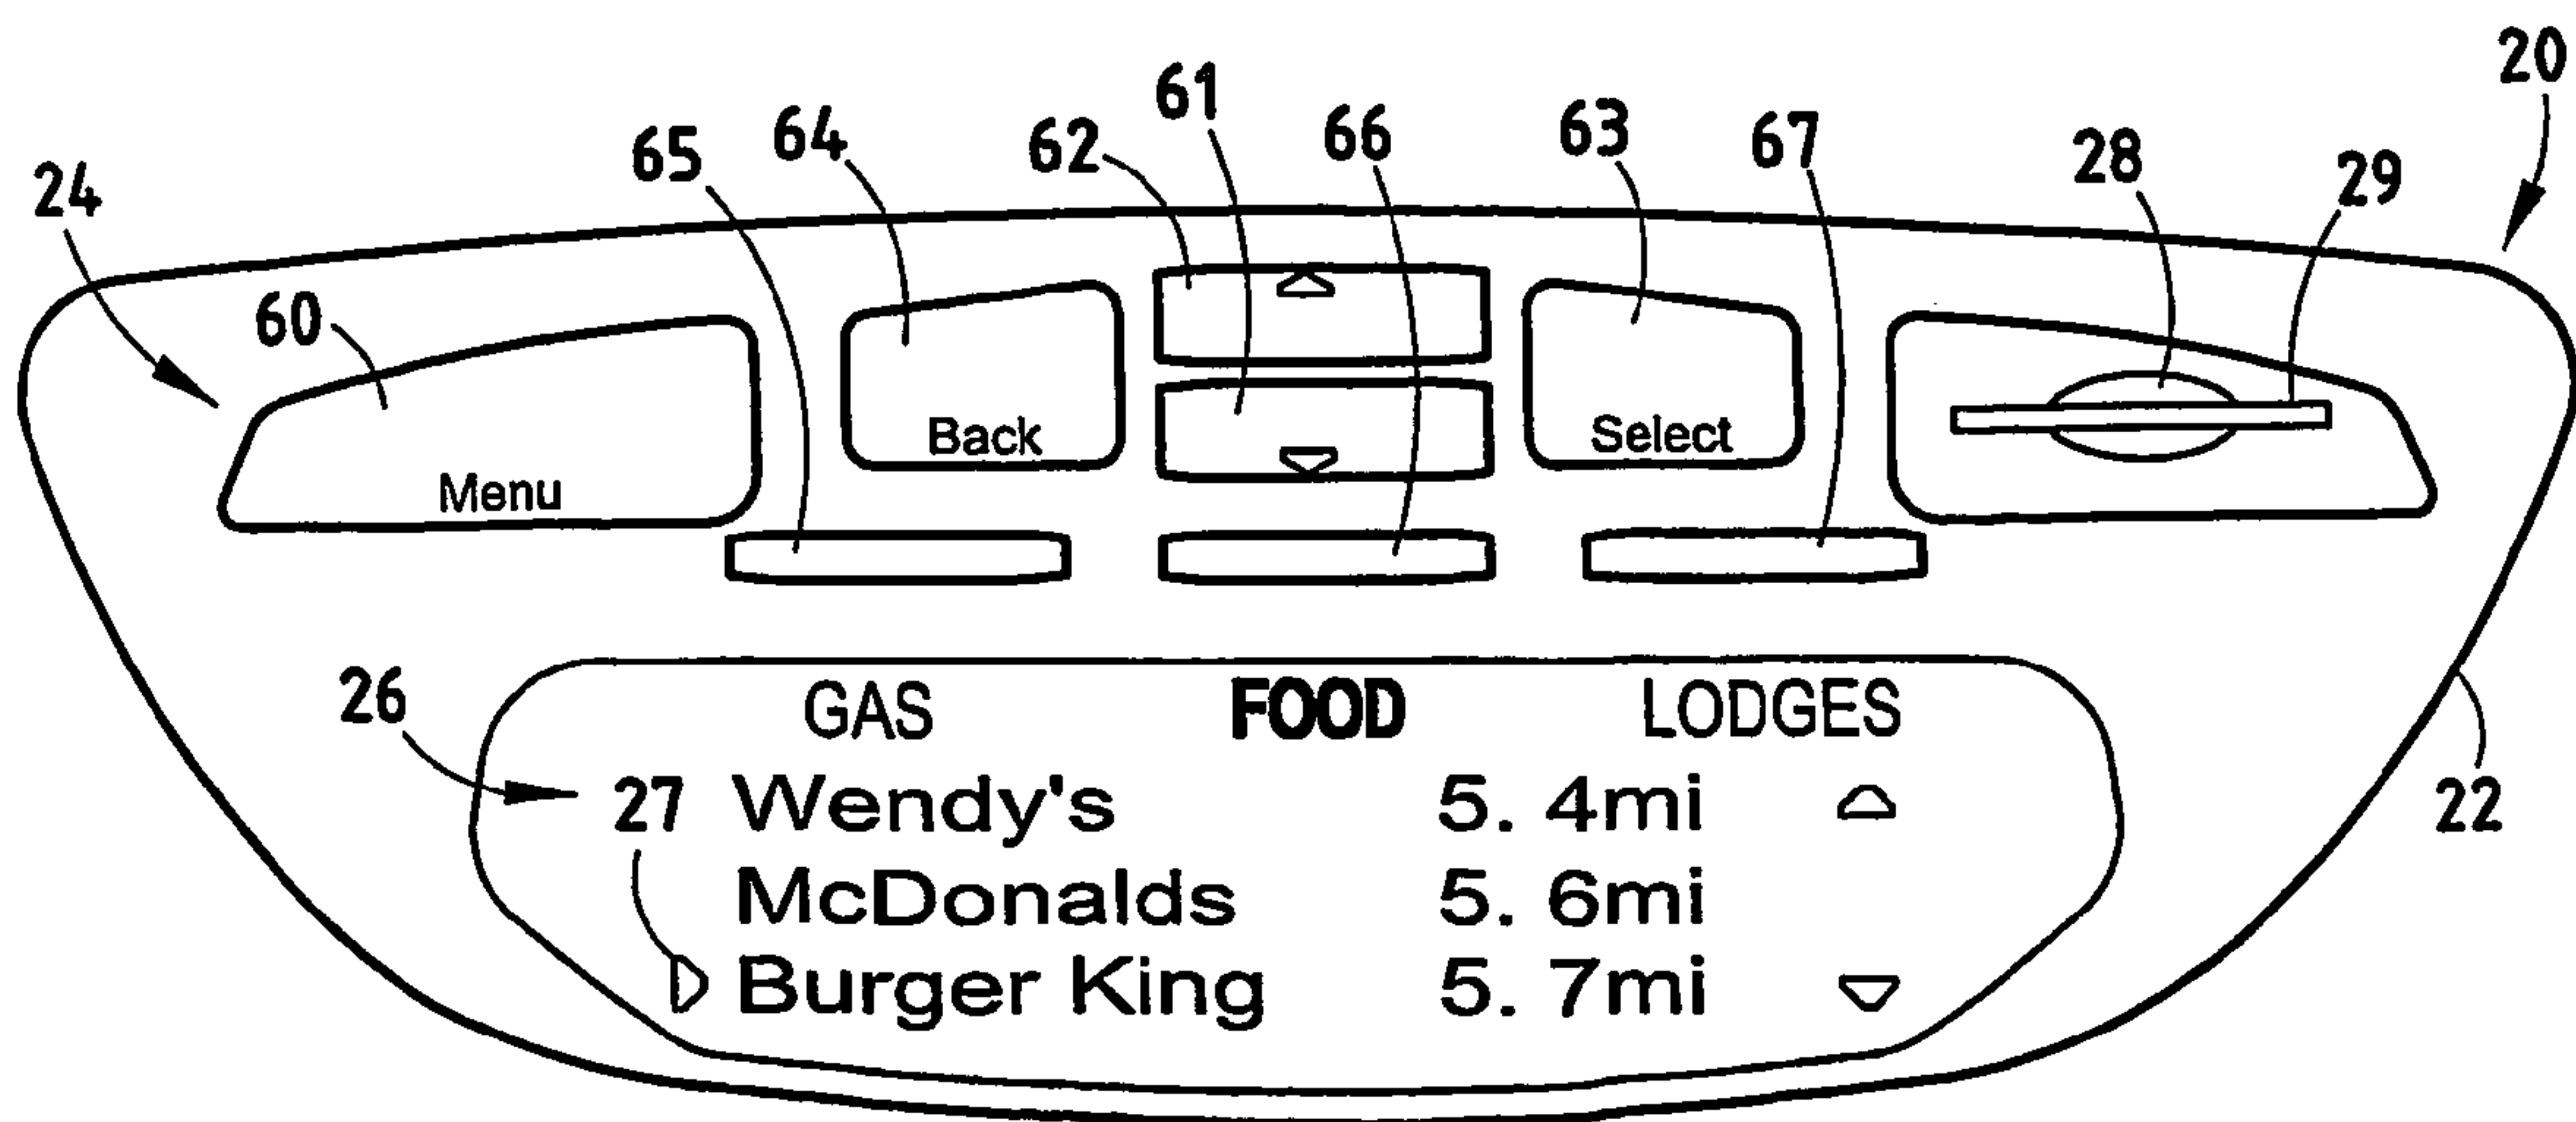 20
61
65 64 62 66 63 67 28 29
24
60
Back Select
Menu
26 GAS FOOD LODGES
27 Wendy's 5. 4mi
22
McDonalds 5. 6mi
Burger King 5. 7mi